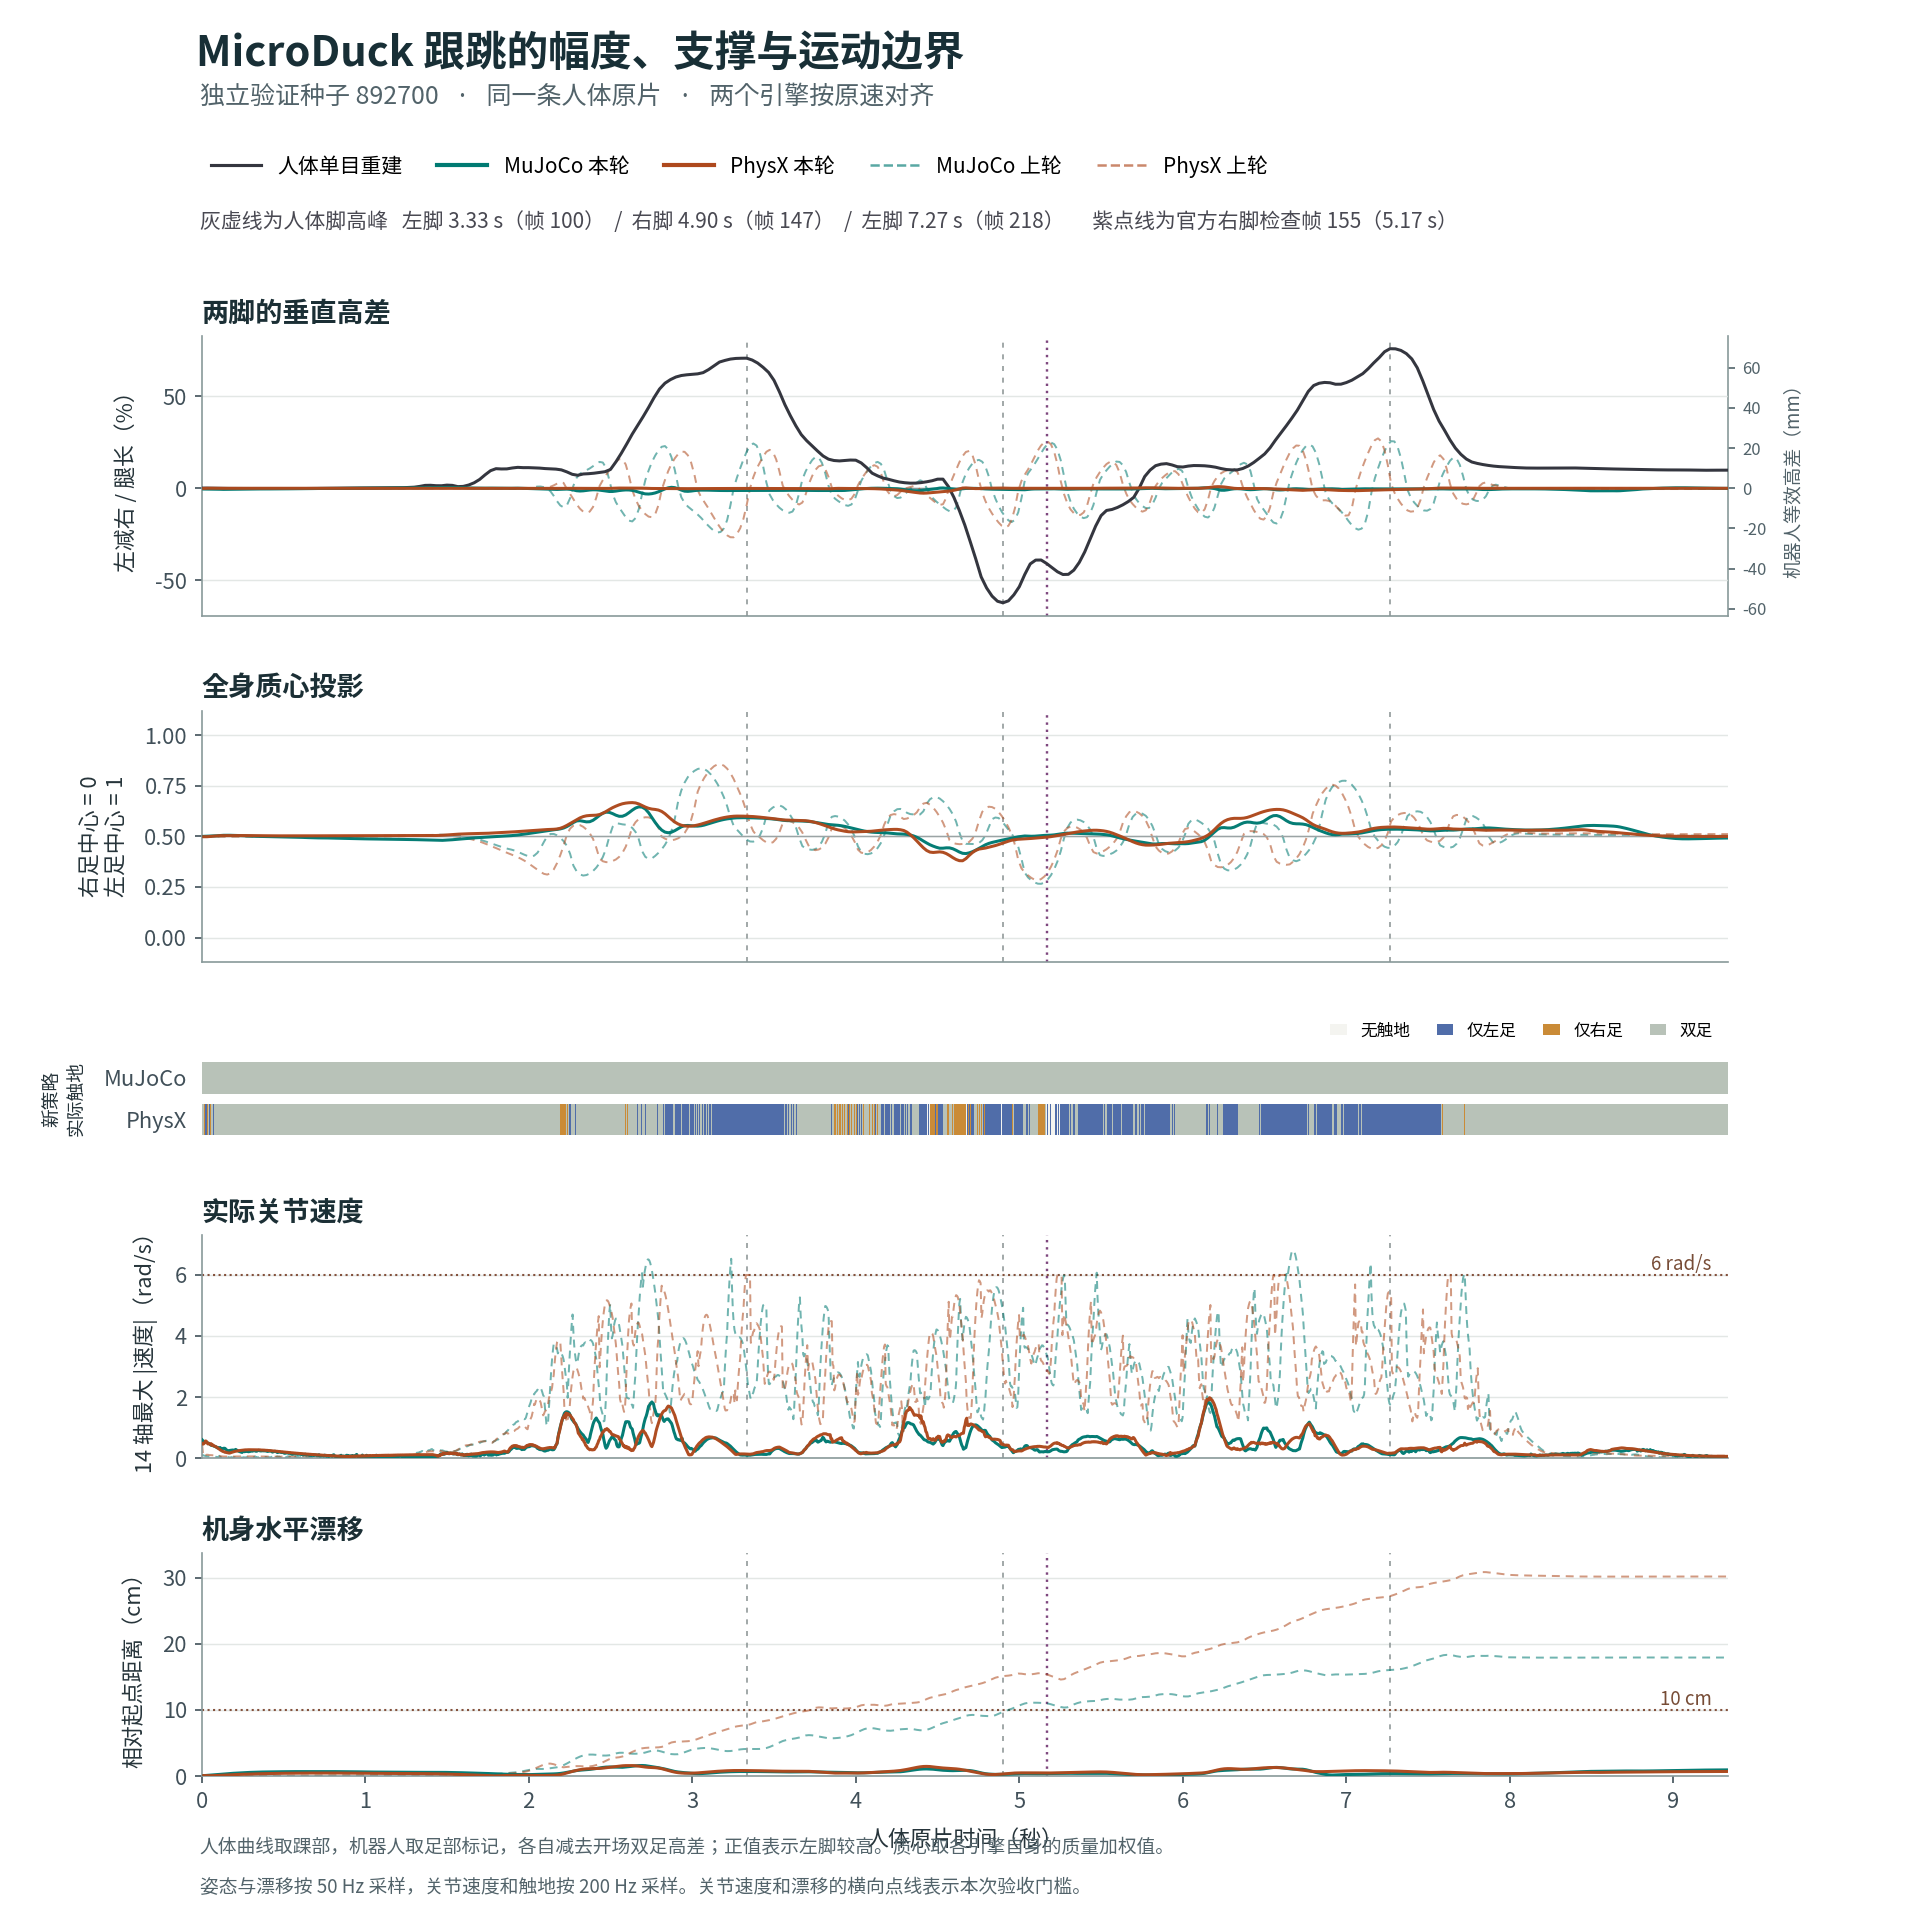 MicroDuck 跟跳的幅度、支撑与运动边界
独立验证种子 892700 · 同一条人体原片 · 两个引擎按原速对齐
人体单目重建 MuJoCo 本轮 PhysX 本轮 MuJoCo 上轮 PhysX 上轮
灰虚线为人体脚高峰 左脚 3.33 s（帧 100） / 右脚 4.90 s（帧 147） / 左脚 7.27 s（帧 218） 紫点线为官方右脚检查帧 155（5.17 s）
两脚的垂直高差
左减右 / 腿长（%）
50
0
-50
60
40
20
0
-20
-40
-60
机器人等效高差（mm）
全身质心投影
右足中心 = 0
左足中心 = 1
1.00
0.75
0.50
0.25
0.00
无触地 仅左足 仅右足 双足
新策略
实际触地
MuJoCo
PhysX
实际关节速度
14 轴最大 |速度|（rad/s）
6
4
2
0
6 rad/s
机身水平漂移
相对起点距离（cm）
30
20
10
0
10 cm
0 1 2 3 4 5 6 7 8 9
人体原片时间（秒）
人体曲线取踝部，机器人取足部标记，各自减去开场双足高差；正值表示左脚较高。质心取各引擎自身的质量加权值。
姿态与漂移按 50 Hz 采样，关节速度和触地按 200 Hz 采样。关节速度和漂移的横向点线表示本次验收门槛。